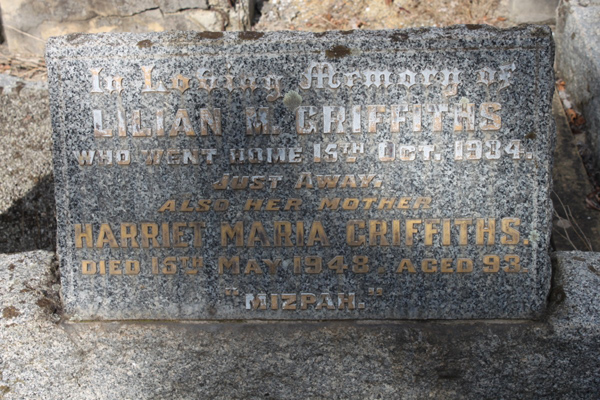 In Loving Memory of
LILIAN M. GRIFFITHS
WHO WENT HOME 15TH OCT. 1934.
JUST AWAY.
ALSO HER MOTHER
HARRIET MARIA GRIFFITHS.
DIED 15TH MAY 1948, AGED 93.
"MIZPAH."